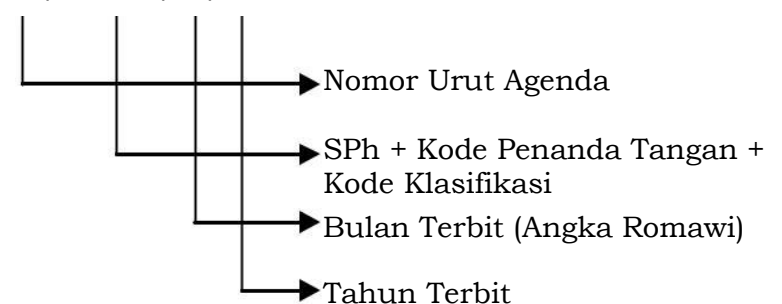 Nomor Urut Agenda
SPh + Kode Penanda Tangan +
Kode Klasifikasi
Bulan Terbit (Angka Romawi)
Tahun Terbit